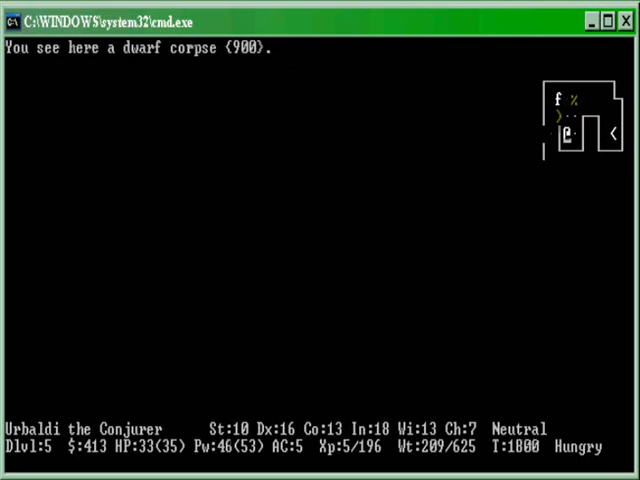 C:\WINDOWS\system32\cmd.exe
You see here a dwarf corpse {900}.
f %
> . .
. @ . <
Urbaldi the Conjurer St:10 Dx:16 Co:13 In:18 Wi:13 Ch:7 Neutral
Dlvl:5 $:413 HP:33(35) Pw:46(53) AC:5 Xp:5/196 Wt:209/625 T:1800 Hungry